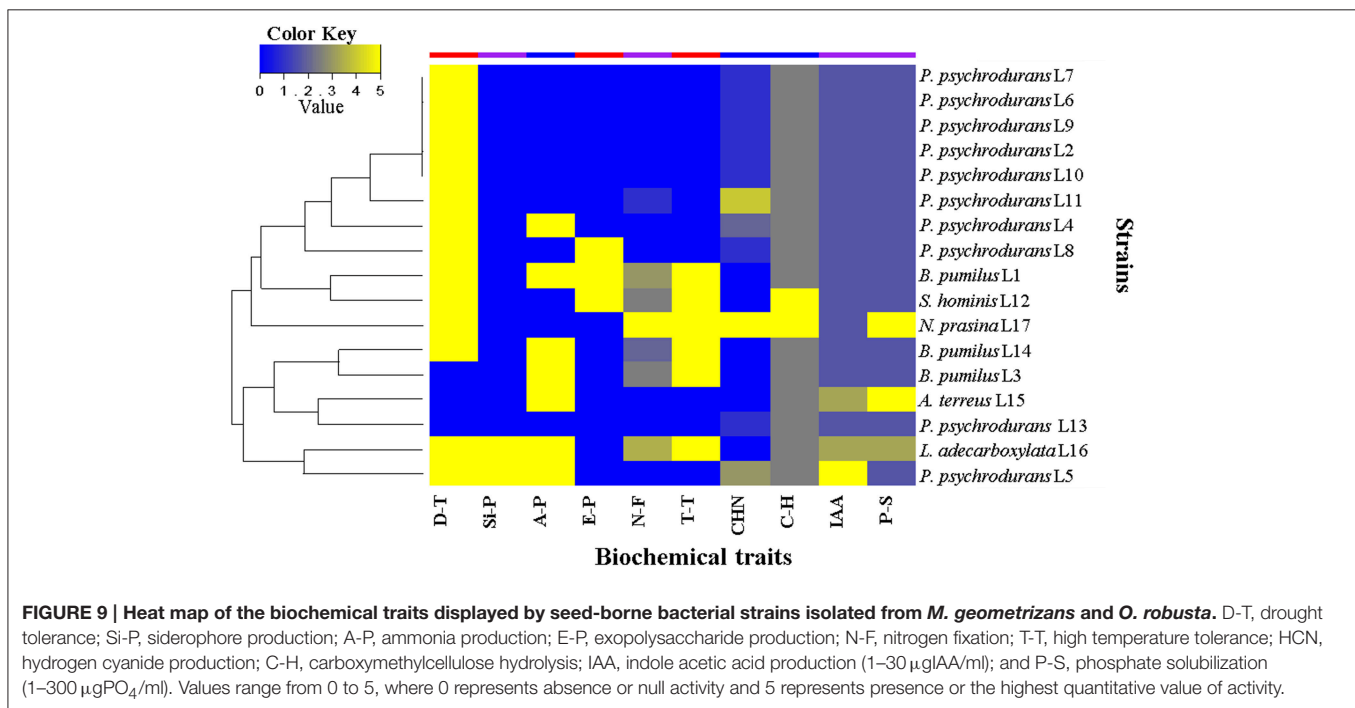 Color Key
0 1 . 2 . 3 4 5
Value
P. psychrodurans L7
P. psychrodurans L6
P. psychrodurans L9
P. psychrodurans L2
P. psychrodurans L10
P. psychrodurans L11
P. psychrodurans L4
P. psychrodurans L8
B. pumilus L1
S. hominis L12
N. prasina L17
B. pumilus L14
B. pumilus L3
A. terreus L15
P. psychrodurans L13
L. adecarboxylata L16
P. psychrodurans L5
Strains
D-T
Si-P
A-P
E-P
N-F
T-T
CHN
C-H
IAA
P-S
Biochemical traits
FIGURE 9 | Heat map of the biochemical traits displayed by seed-borne bacterial strains isolated from M. geometrizans and O. robusta. D-T, drought
tolerance; Si-P, siderophore production; A-P, ammonia production; E-P, exopolysaccharide production; N-F, nitrogen fixation; T-T, high temperature tolerance; HCN,
hydrogen cyanide production; C-H, carboxymethylcellulose hydrolysis; IAA, indole acetic acid production (1–30 µgIAA/ml); and P-S, phosphate solubilization
(1–300 µgPO₄/ml). Values range from 0 to 5, where 0 represents absence or null activity and 5 represents presence or the highest quantitative value of activity.